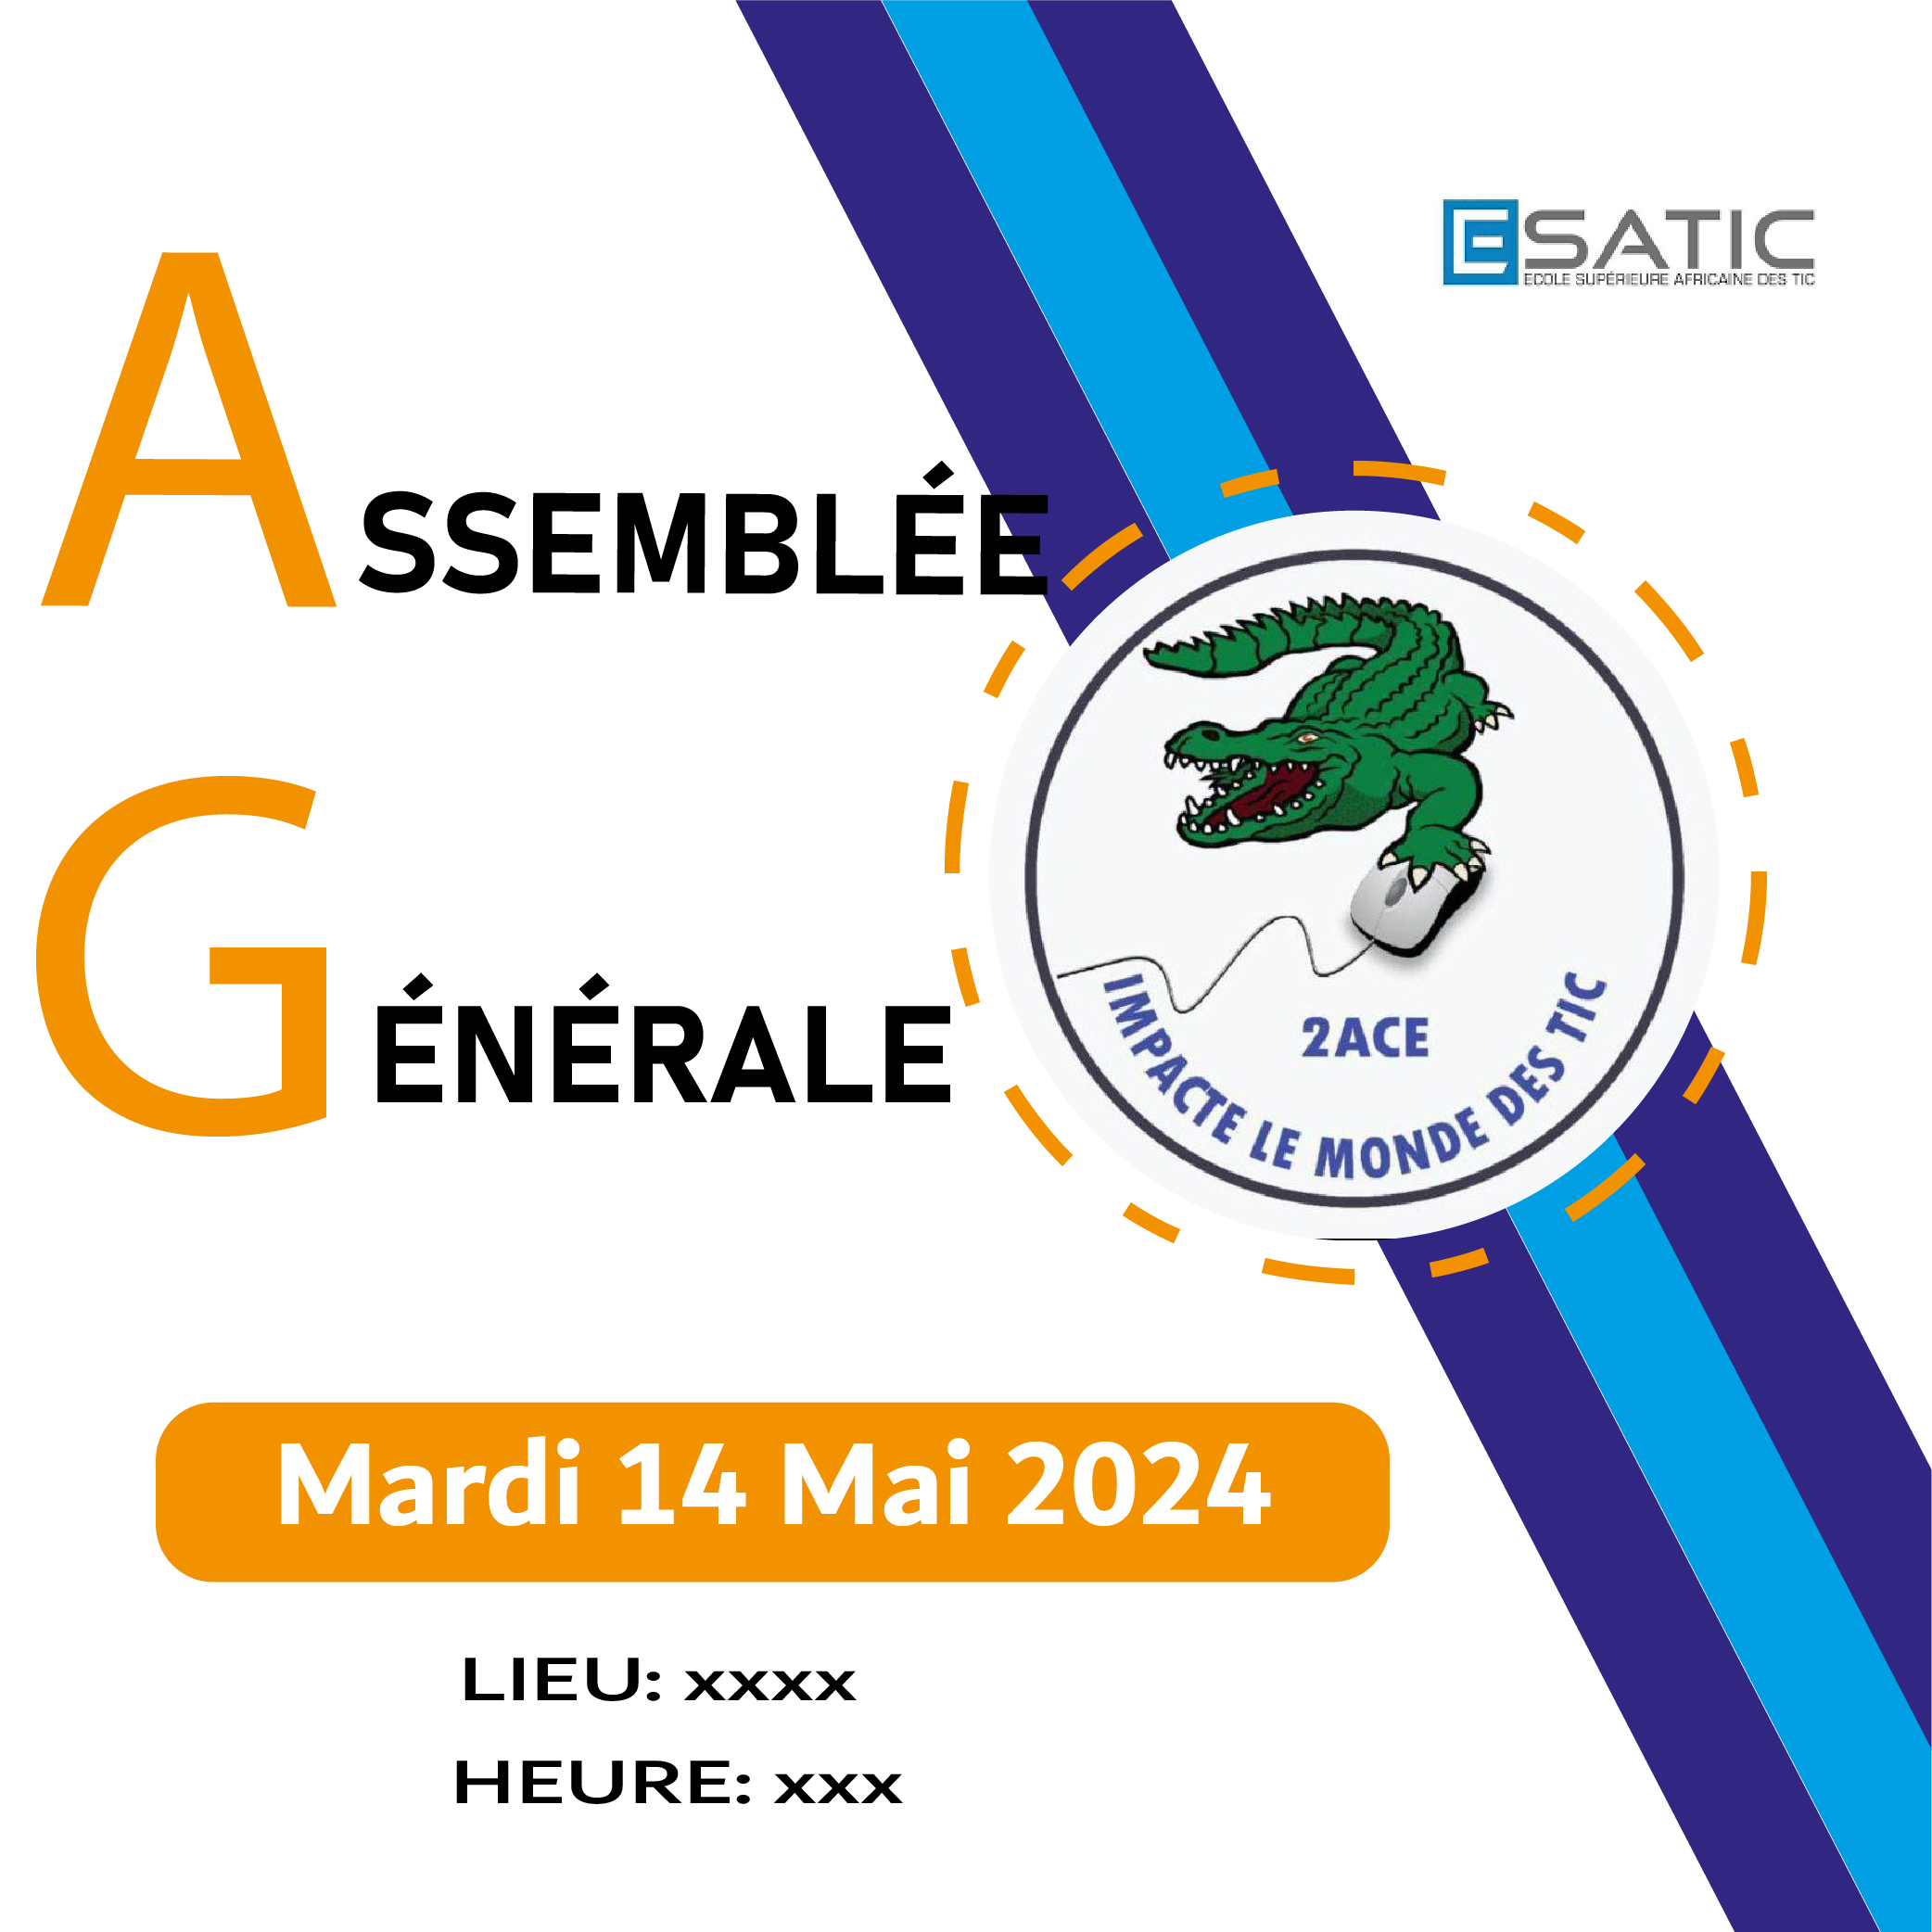 ESATIC
ECOLE SUPÉRIEURE AFRICAINE DES TIC
ASSEMBLÉE
GÉNÉRALE
2ACE
IMPACTE LE MONDE DES TIC
Mardi 14 Mai 2024
LIEU: xxxx
HEURE: xxx